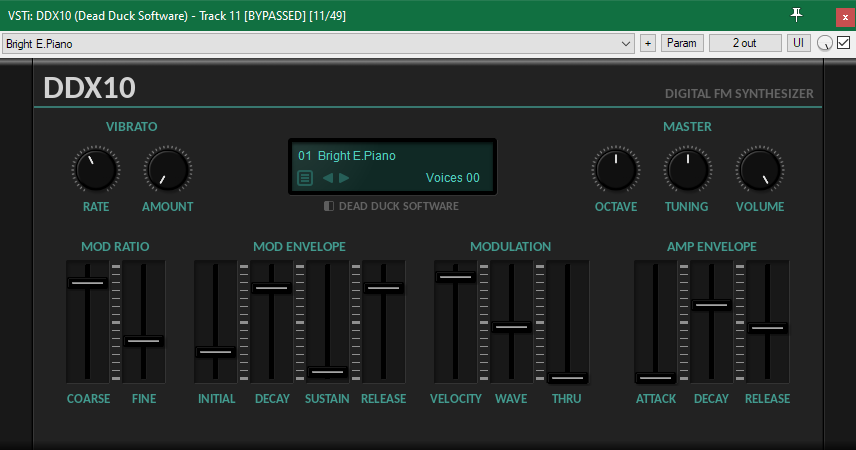 VSTi: DDX10 (Dead Duck Software) - Track 11 [BYPASSED] [11/49]
Bright E.Piano + Param 2 out UI
DDX10 DIGITAL FM SYNTHESIZER
VIBRATO MASTER
01 Bright E.Piano
Voices 00
RATE AMOUNT DEAD DUCK SOFTWARE OCTAVE TUNING VOLUME
MOD RATIO MOD ENVELOPE MODULATION AMP ENVELOPE
COARSE FINE INITIAL DECAY SUSTAIN RELEASE VELOCITY WAVE THRU ATTACK DECAY RELEASE